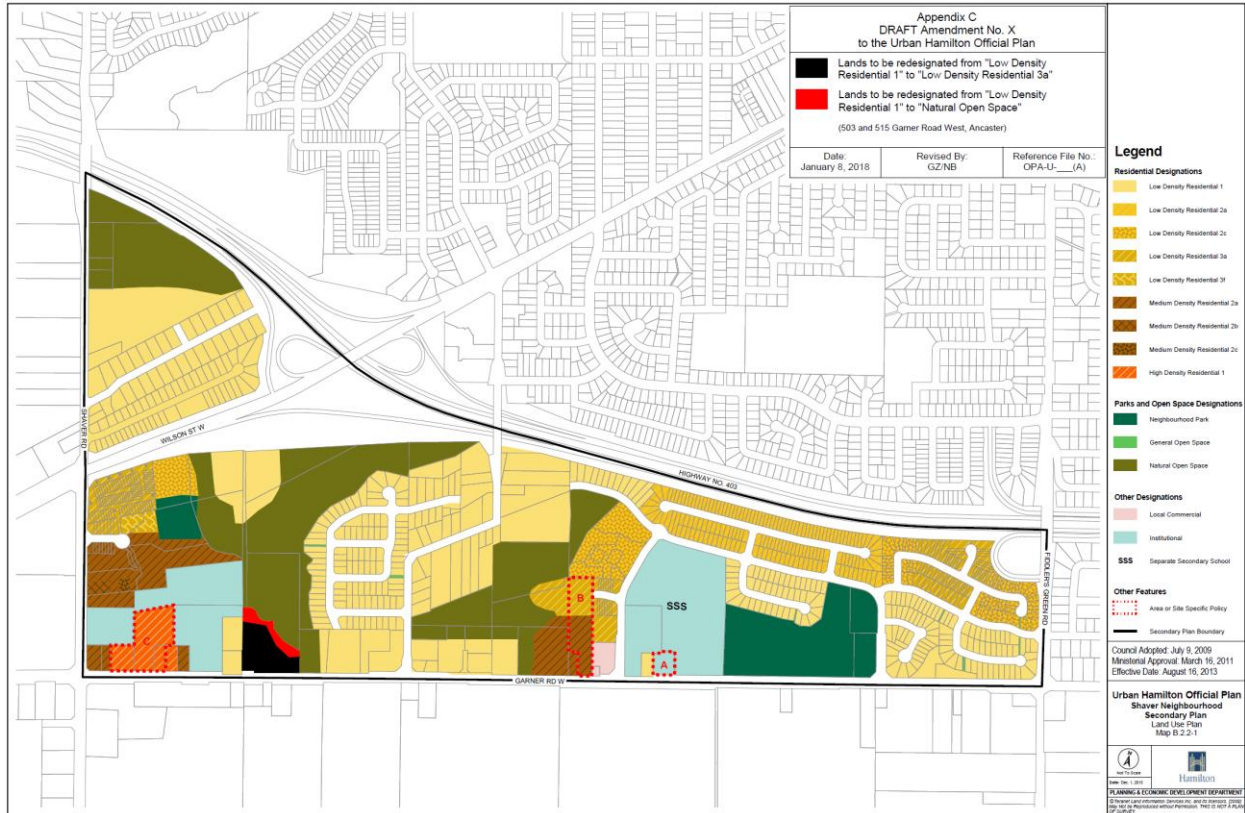 Appendix C
DRAFT Amendment No. X
to the Urban Hamilton Official Plan
Lands to be redesignated from "Low Density
Residential 1" to "Low Density Residential 3a"
Lands to be redesignated from "Low Density
Residential 1" to "Natural Open Space"
(503 and 515 Garner Road West, Ancaster)
Date:
January 8, 2018
Revised By:
GZ/NB
Reference File No.:
OPA-U-___(A)
SHAVER RD
WILSON ST W
HIGHWAY NO. 403
FIDDLER'S GREEN RD
GARNER RD W
SSS
A
B
C
Legend
Residential Designations
Low Density Residential 1
Low Density Residential 2a
Low Density Residential 2c
Low Density Residential 3a
Low Density Residential 3f
Medium Density Residential 2a
Medium Density Residential 2b
Medium Density Residential 2c
High Density Residential 1
Parks and Open Space Designations
Neighbourhood Park
General Open Space
Natural Open Space
Other Designations
Local Commercial
Institutional
SSS Separate Secondary School
Other Features
Area or Site Specific Policy
Secondary Plan Boundary
Council Adopted: July 9, 2009
Ministerial Approval: March 16, 2011
Effective Date: August 16, 2013
Urban Hamilton Official Plan
Shaver Neighbourhood
Secondary Plan
Land Use Plan
Map B.2.2-1
N
Not To Scale
Hamilton
PLANNING & ECONOMIC DEVELOPMENT DEPARTMENT